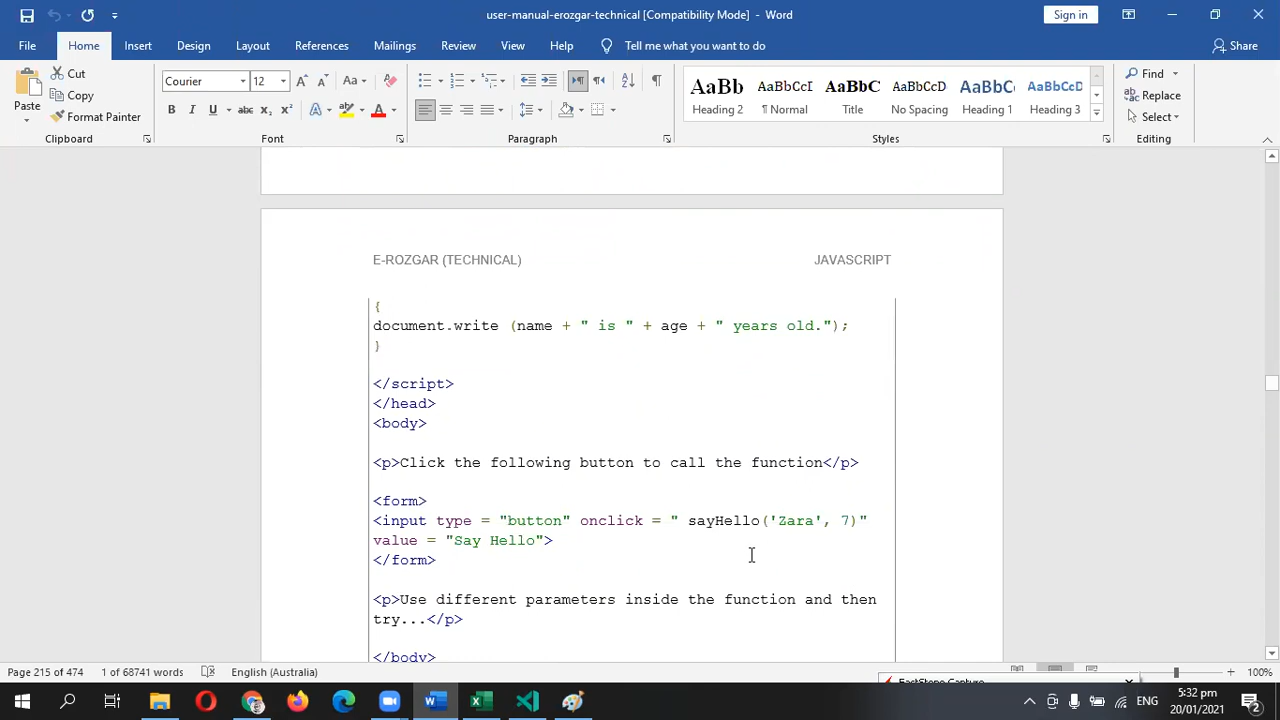 user-manual-erozgar-technical [Compatibility Mode] - Word
Sign in
File Home Insert Design Layout References Mailings Review View Help Tell me what you want to do Share
Paste
Cut
Copy
Format Painter
Clipboard
Courier 12
Font
Paragraph
AaBb AaBbCcI AaBbC AaBbCcD AaBbC AaBbCcD
Heading 2 ¶ Normal Title No Spacing Heading 1 Heading 3
Styles
Find
Replace
Select
Editing
E-ROZGAR (TECHNICAL) JAVASCRIPT
{
document.write (name + " is " + age + " years old.");
}
</script>
</head>
<body>
<p>Click the following button to call the function</p>
<form>
<input type = "button" onclick = " sayHello('Zara', 7)"
value = "Say Hello">
</form>
<p>Use different parameters inside the function and then
try...</p>
</body>
Page 215 of 474 1 of 68741 words English (Australia) 100%
FastStone Capture
ENG
5:32 pm
20/01/2021
2